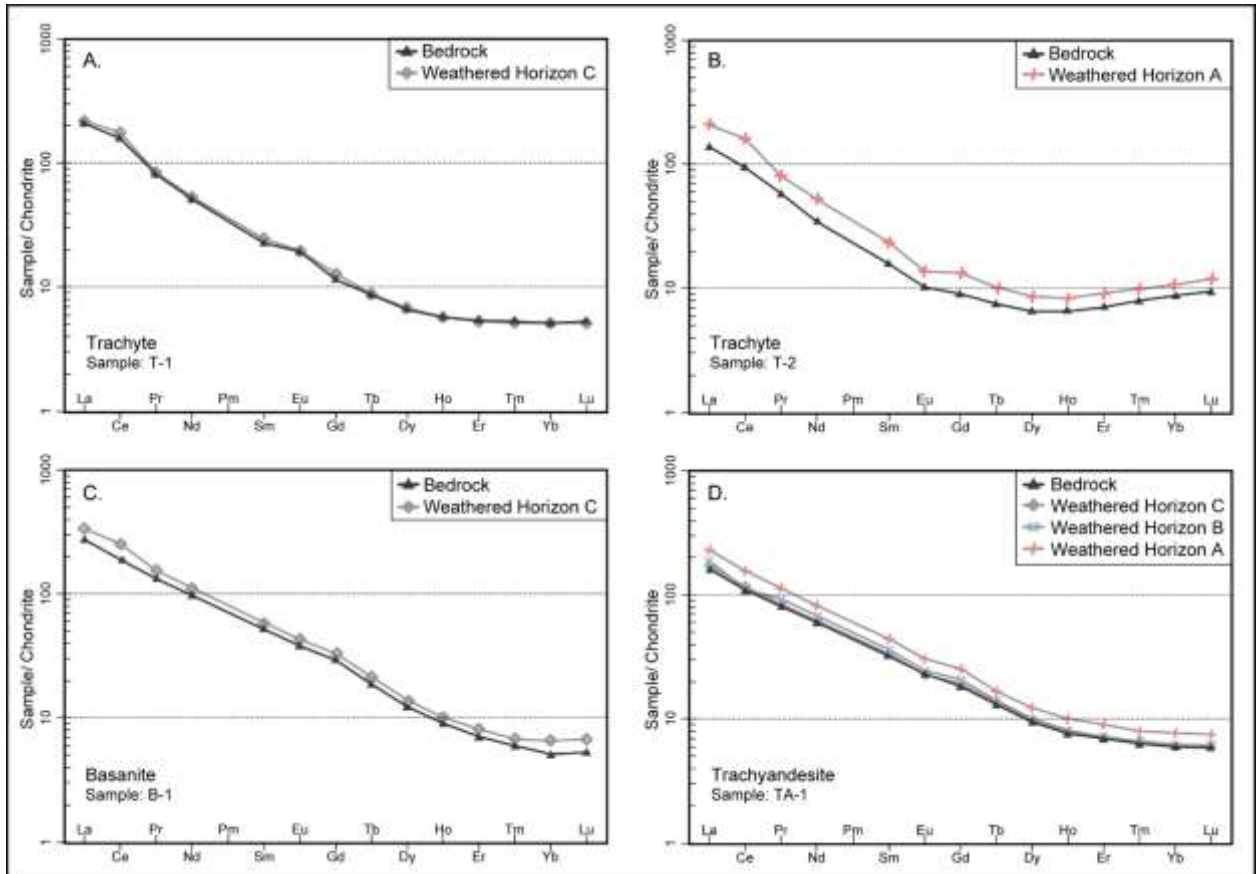 A.
Bedrock
Weathered Horizon C
Sample/ Chondrite
1000
100
10
1
Trachyte
Sample: T-1
La Pr Pm Eu Tb Ho Tm Lu
Ce Nd Sm Gd Dy Er Yb
B.
Bedrock
Weathered Horizon A
Sample/ Chondrite
1000
100
10
1
Trachyte
Sample: T-2
La Pr Pm Eu Tb Ho Tm Lu
Ce Nd Sm Gd Dy Er Yb
C.
Bedrock
Weathered Horizon C
Sample/ Chondrite
1000
100
10
1
Basanite
Sample: B-1
La Pr Pm Eu Tb Ho Tm Lu
Ce Nd Sm Gd Dy Er Yb
D.
Bedrock
Weathered Horizon C
Weathered Horizon B
Weathered Horizon A
Sample/ Chondrite
1000
100
10
1
Trachyandesite
Sample: TA-1
La Pr Pm Eu Tb Ho Tm Lu
Ce Nd Sm Gd Dy Er Yb